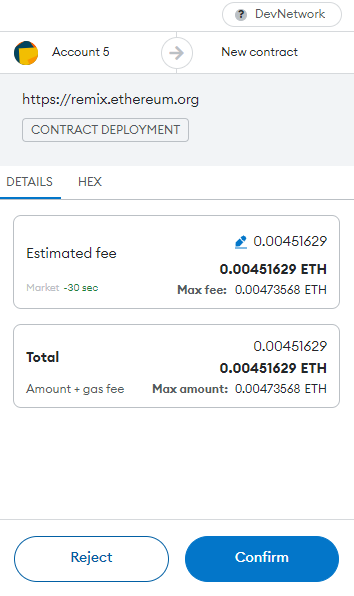 ? DevNetwork
Account 5 New contract
https://remix.ethereum.org
CONTRACT DEPLOYMENT
DETAILS HEX
0.00451629
Estimated fee
0.00451629 ETH
Market -30 sec Max fee: 0.00473568 ETH
0.00451629
Total 0.00451629 ETH
Amount + gas fee Max amount: 0.00473568 ETH
Reject Confirm